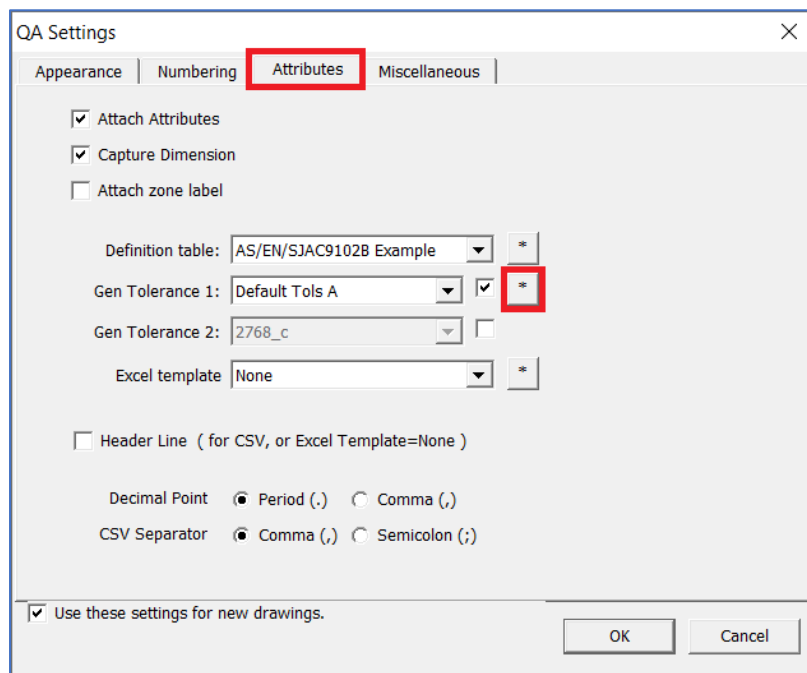 QA Settings
Appearance Numbering Attributes Miscellaneous
Attach Attributes
Capture Dimension
Attach zone label
Definition table: AS/EN/SJAC9102B Example *
Gen Tolerance 1: Default Tols A *
Gen Tolerance 2: 2768_c
Excel template None *
Header Line ( for CSV, or Excel Template=None )
Decimal Point Period (.) Comma (,)
CSV Separator Comma (,) Semicolon (;)
Use these settings for new drawings.
OK Cancel